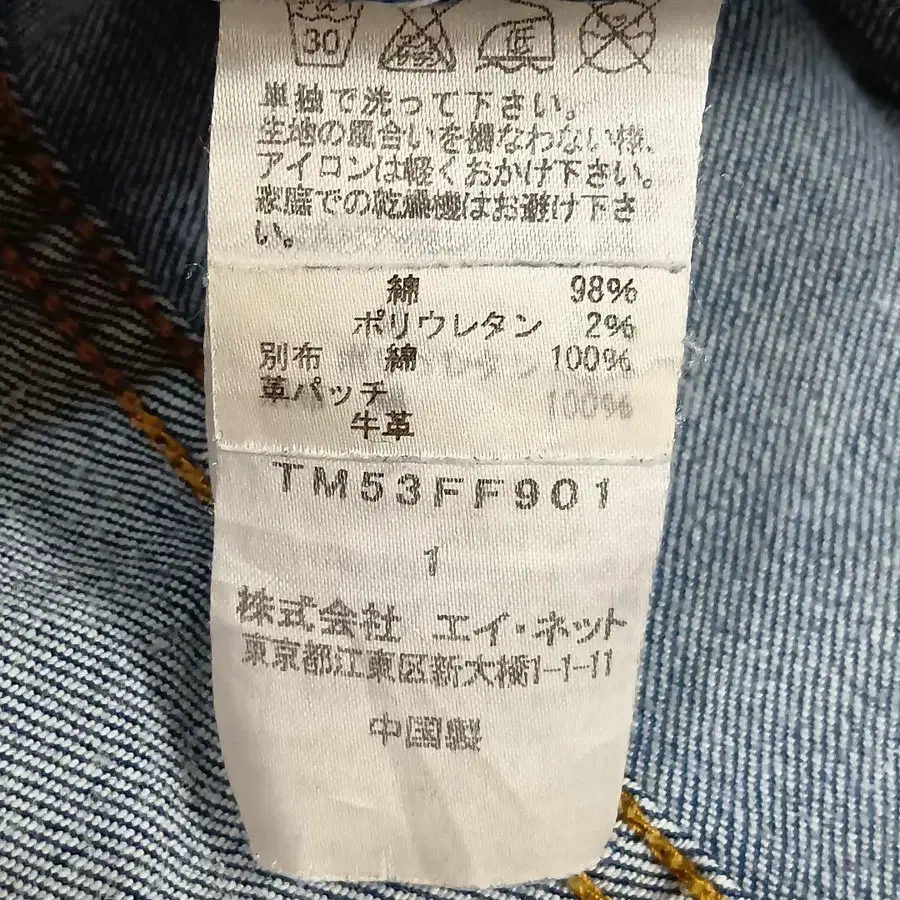 30
低
単独で洗って下さい。
生地の風合いを損なわない様、
アイロンは軽くおかけ下さい。
家庭での乾燥機はお避け下さ
い。
綿 98%
ポリウレタン 2%
別布 綿 100%
革パッチ 100%
牛革
TM53FF901
1
株式会社 エイ・ネット
東京都江東区新大橋1-1-11
中国製